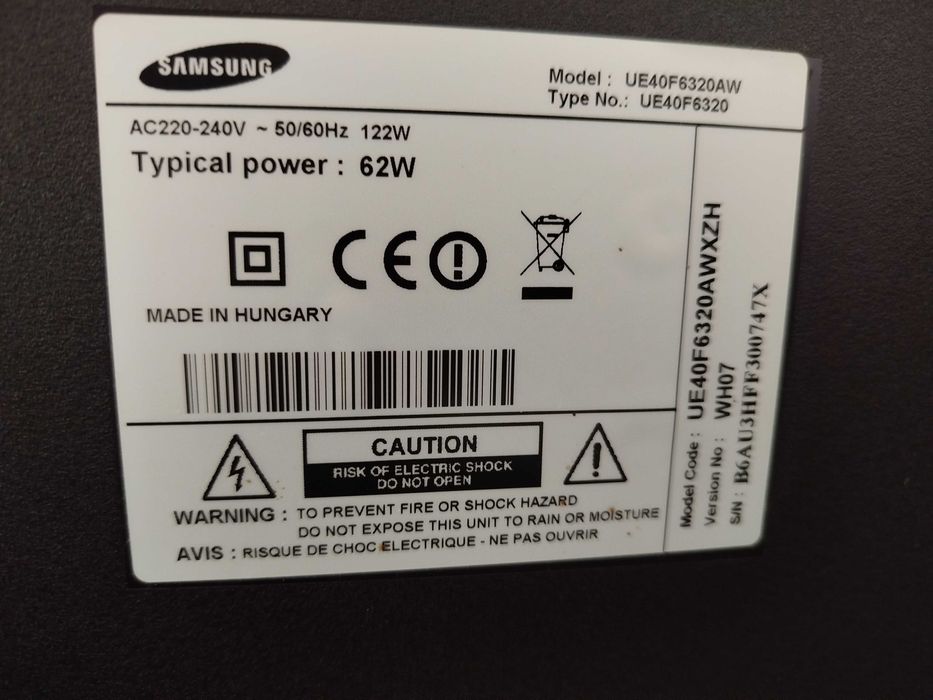 SAMSUNG
Model : UE40F6320AW
Type No.: UE40F6320
AC220-240V ~ 50/60Hz 122W
Typical power : 62W
CE
MADE IN HUNGARY
CAUTION
RISK OF ELECTRIC SHOCK
DO NOT OPEN
WARNING : TO PREVENT FIRE OR SHOCK HAZARD
DO NOT EXPOSE THIS UNIT TO RAIN OR MOISTURE
AVIS : RISQUE DE CHOC ELECTRIQUE - NE PAS OUVRIR
Model Code : UE40F6320AWXZH
Version No : WH07
S/N : B6AU3HFF300747X